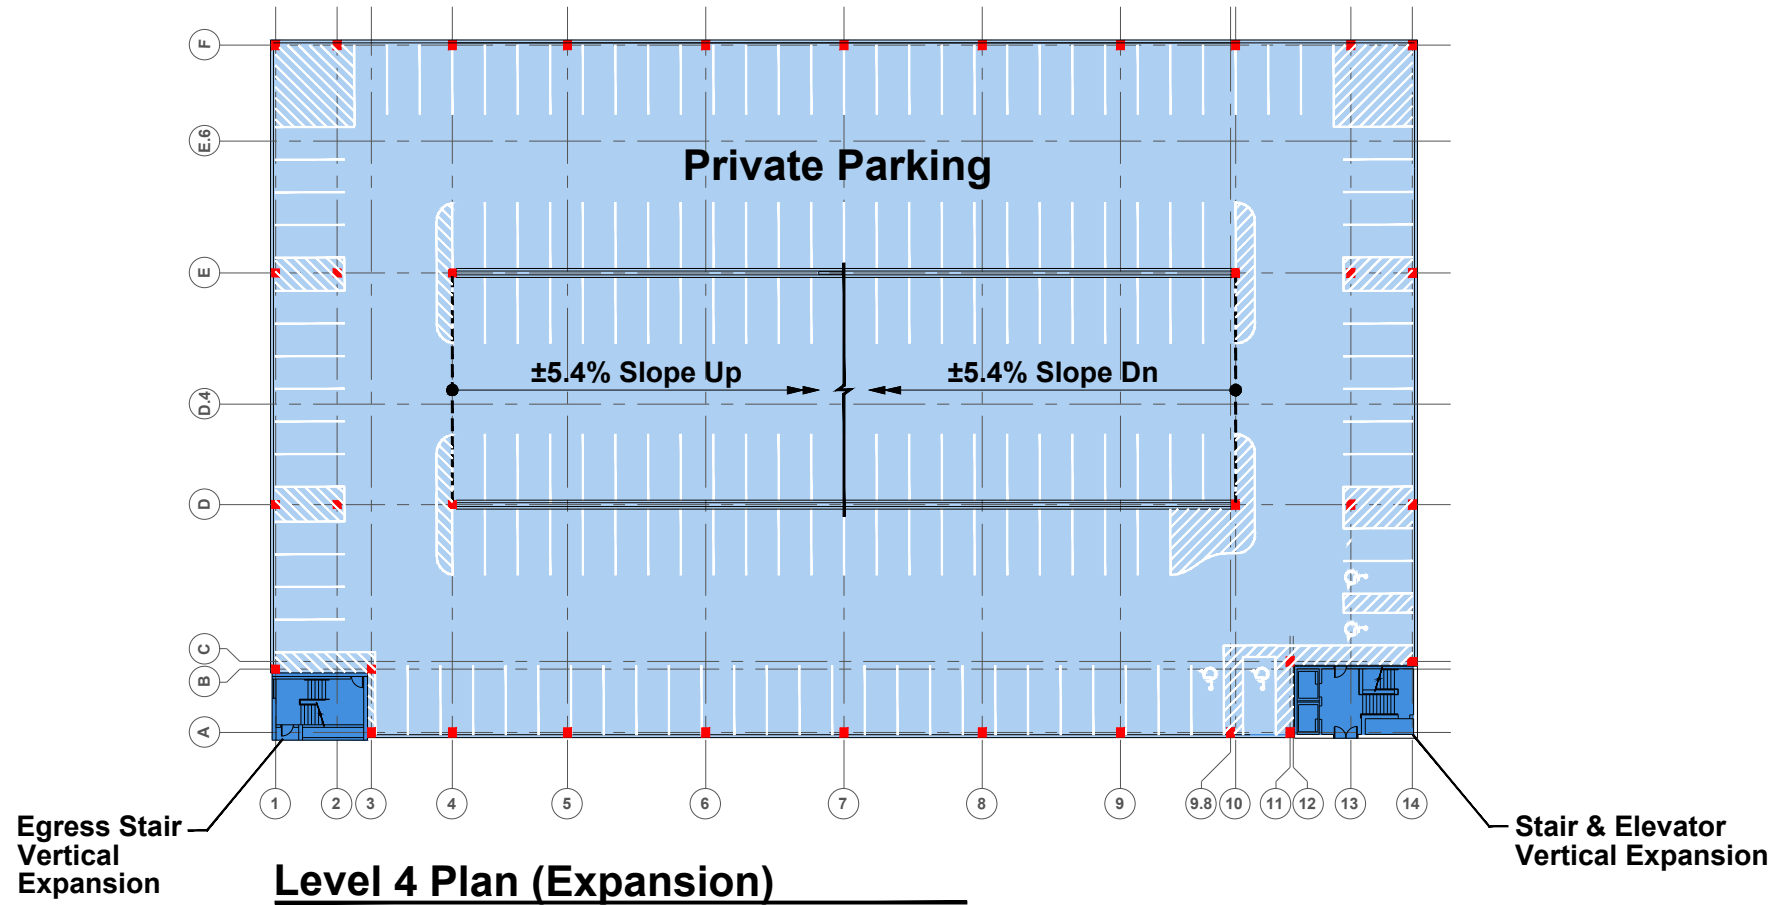 F
E.6
Private Parking
E
±5.4% Slope Up
±5.4% Slope Dn
D.4
D
C
B
A
1
2
3
4
5
6
7
8
9
9.8
10
11
12
13
14
Egress Stair
Vertical
Expansion
Stair & Elevator
Vertical Expansion
Level 4 Plan (Expansion)